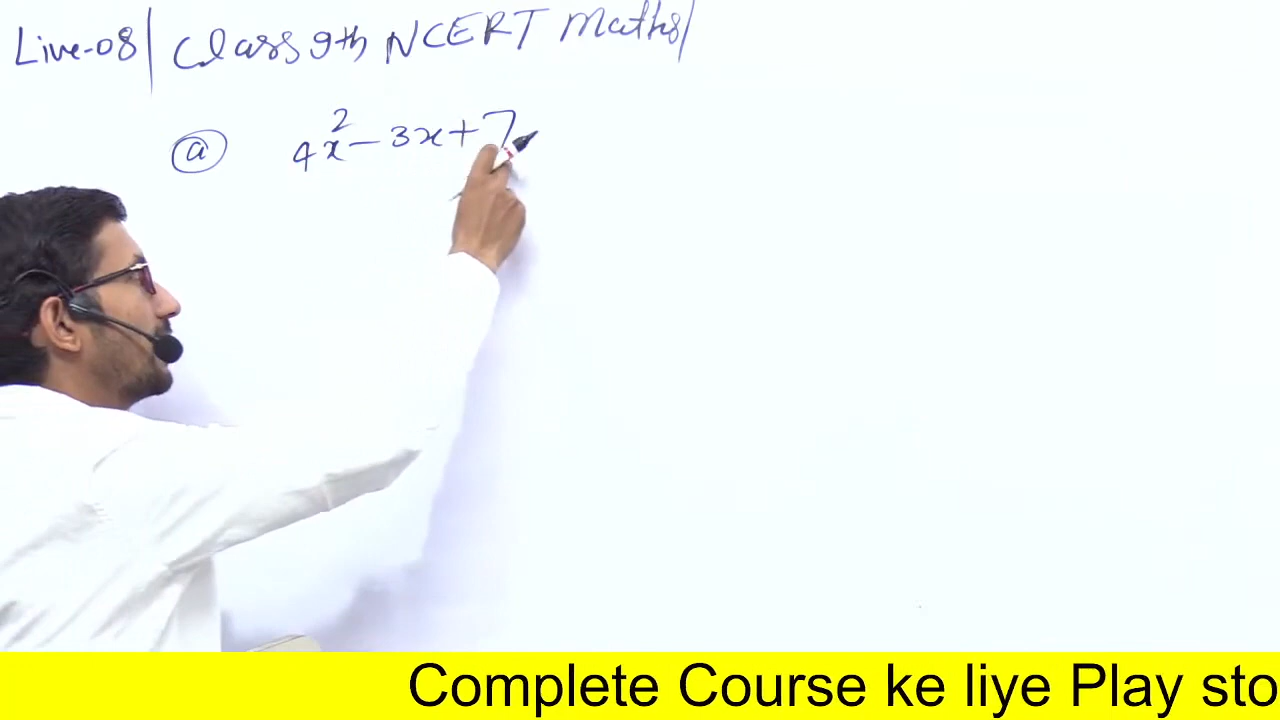 Live-08| Class 9th NCERT Maths|
(a) 4x² - 3x + 7
Complete Course ke liye Play sto